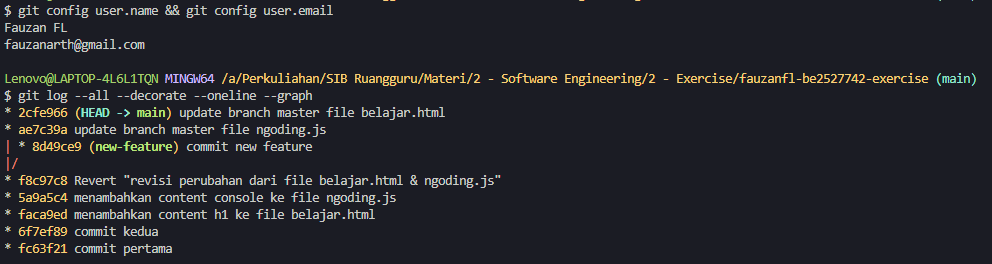 $ git config user.name && git config user.email
Fauzan FL
fauzanarth@gmail.com
Lenovo@LAPTOP-4L6L1TQN MINGW64 /a/Perkuliahan/SIB Ruangguru/Materi/2 - Software Engineering/2 - Exercise/fauzanfl-be2527742-exercise (main)
$ git log --all --decorate --oneline --graph
* 2cfe966 (HEAD -> main) update branch master file belajar.html
* ae7c39a update branch master file ngoding.js
| * 8d49ce9 (new-feature) commit new feature
|/
* f8c97c8 Revert "revisi perubahan dari file belajar.html & ngoding.js"
* 5a9a5c4 menambahkan content console ke file ngoding.js
* faca9ed menambahkan content h1 ke file belajar.html
* 6f7ef89 commit kedua
* fc63f21 commit pertama